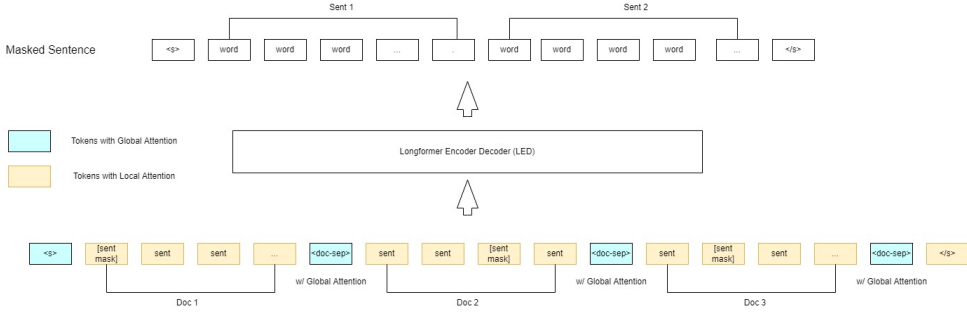 Sent 1 Sent 2
Masked Sentence <s> word word word ... . word word word word ... </s>
Tokens with Global Attention
Longformer Encoder Decoder (LED)
Tokens with Local Attention
<s> [sent mask] sent sent ... <doc-sep> sent sent [sent mask] sent <doc-sep> sent [sent mask] sent ... <doc-sep> </s>
w/ Global Attention w/ Global Attention w/ Global Attention
Doc 1 Doc 2 Doc 3